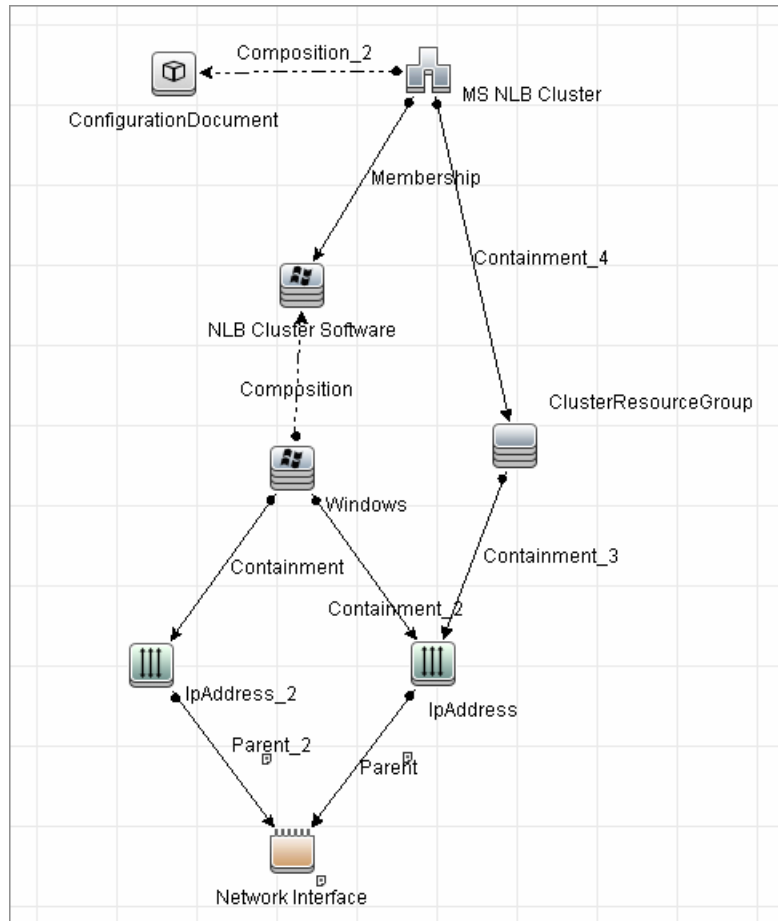 Composition_2
MS NLB Cluster
ConfigurationDocument
Membership
Containment_4
NLB Cluster Software
Composition
ClusterResourceGroup
Windows
Containment_3
Containment
Containment_2
IpAddress_2
IpAddress
Parent_2
Parent
Network Interface